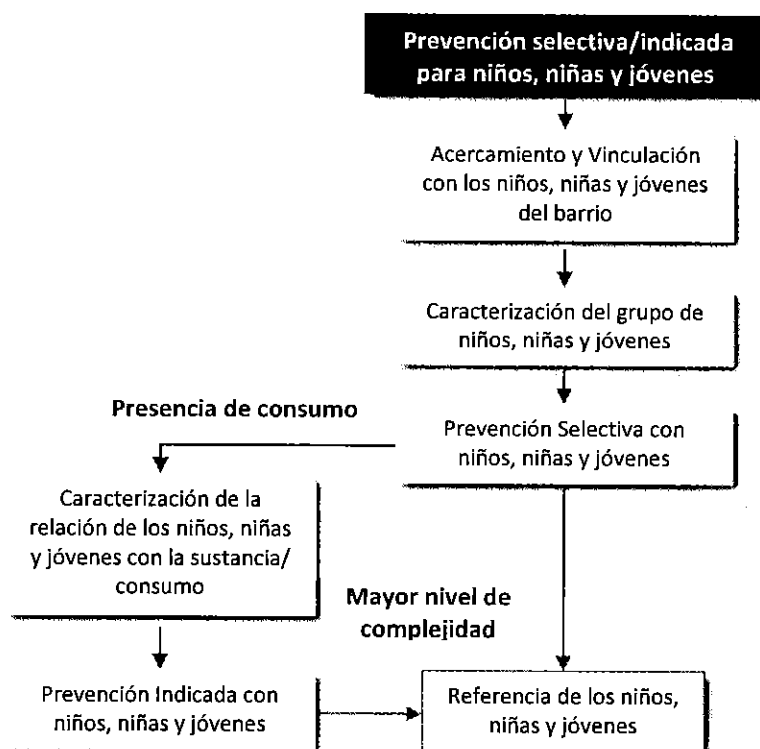 Prevención selectiva/indicada
para niños, niñas y jóvenes
Acercamiento y Vinculación
con los niños, niñas y jóvenes
del barrio
Caracterización del grupo de
niños, niñas y jóvenes
Presencia de consumo
Prevención Selectiva con
niños, niñas y jóvenes
Caracterización de la
relación de los niños, niñas
y jóvenes con la sustancia/
consumo
Mayor nivel de
complejidad
Prevención Indicada con
niños, niñas y jóvenes
Referencia de los niños,
niñas y jóvenes